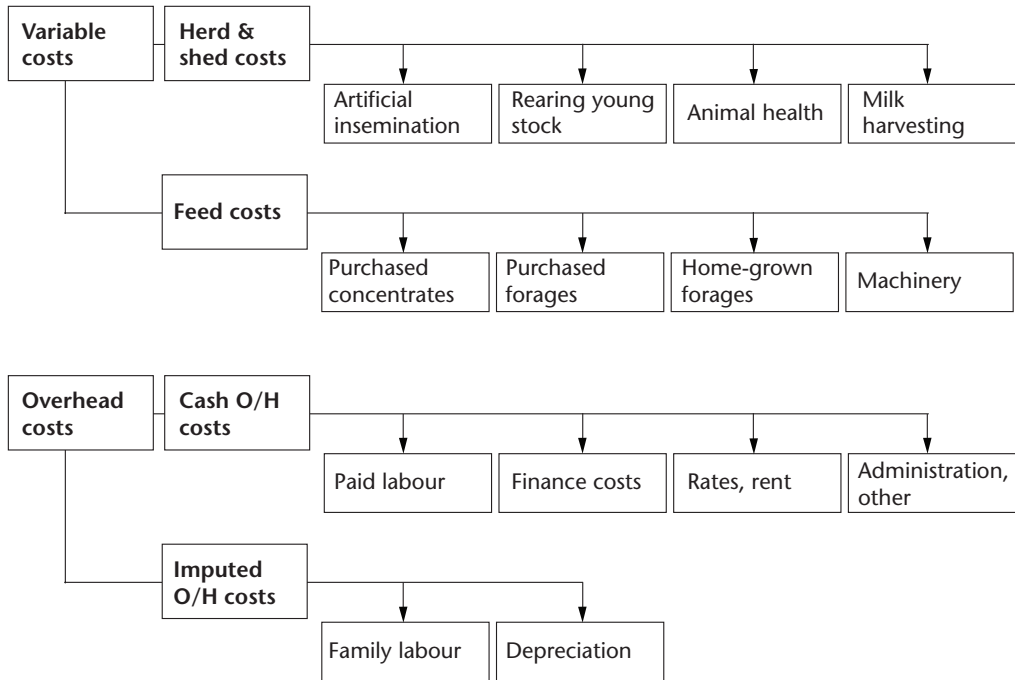 Variable
costs
Herd &
shed costs
Artificial
insemination
Rearing young
stock
Animal health
Milk
harvesting
Feed costs
Purchased
concentrates
Purchased
forages
Home-grown
forages
Machinery
Overhead
costs
Cash O/H
costs
Paid labour
Finance costs
Rates, rent
Administration,
other
Imputed
O/H costs
Family labour
Depreciation